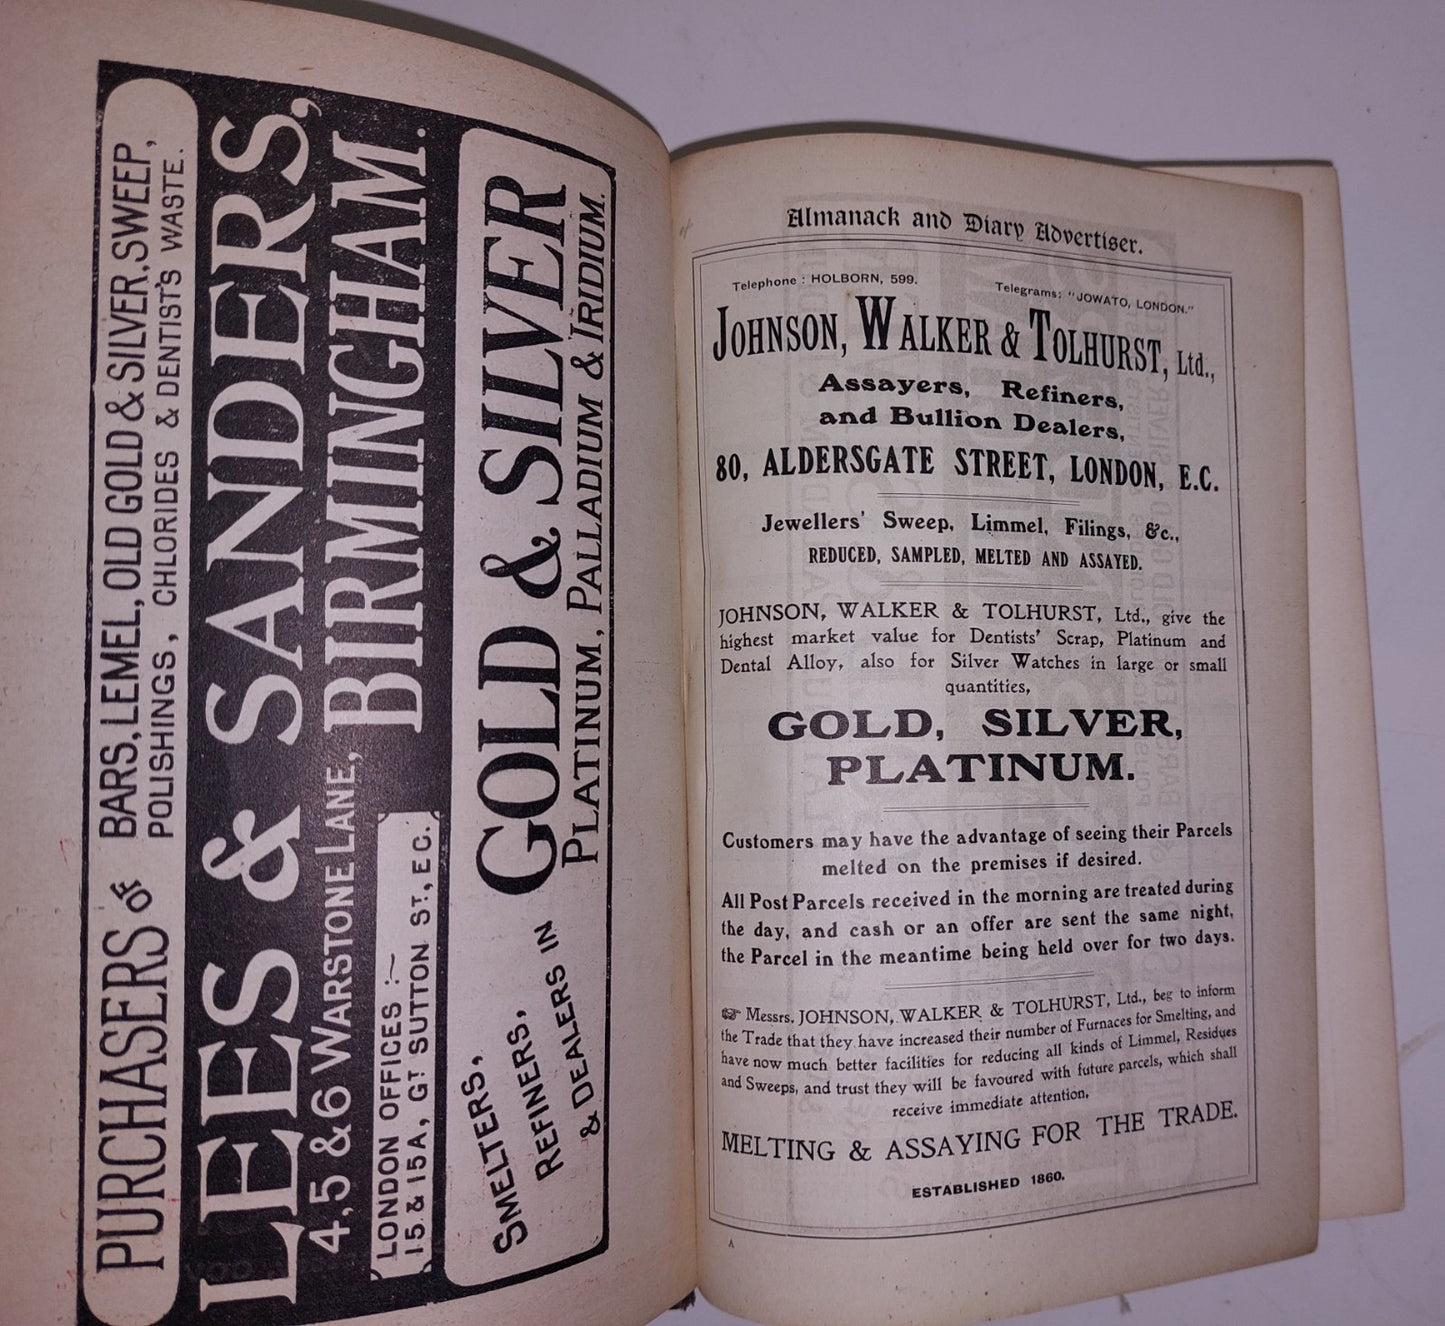 PURCHASERS OF BARS, LEMEL, OLD GOLD & SILVER, SWEEP,
POLISHINGS, CHLORIDES & DENTIST'S WASTE.
LEES & SANDERS,
4, 5 & 6 WARSTONE LANE, BIRMINGHAM.
LONDON OFFICES :~
15 & 15A, GT SUTTON ST., E.C.
SMELTERS,
REFINERS,
& DEALERS IN
GOLD & SILVER
PLATINUM, PALLADIUM & IRIDIUM.
Almanack and Diary Advertiser.
Telephone : HOLBORN, 599. Telegrams: "JOWATO, LONDON."
JOHNSON, WALKER & TOLHURST, Ltd.,
Assayers, Refiners,
and Bullion Dealers,
80, ALDERSGATE STREET, LONDON, E.C.
Jewellers' Sweep, Limmel, Filings, &c.,
REDUCED, SAMPLED, MELTED AND ASSAYED.
JOHNSON, WALKER & TOLHURST, Ltd., give the
highest market value for Dentists' Scrap, Platinum and
Dental Alloy, also for Silver Watches in large or small
quantities,
GOLD, SILVER,
PLATINUM.
Customers may have the advantage of seeing their Parcels
melted on the premises if desired.
All Post Parcels received in the morning are treated during
the day, and cash or an offer are sent the same night,
the Parcel in the meantime being held over for two days.
☞ Messrs. JOHNSON, WALKER & TOLHURST, Ltd., beg to inform
the Trade that they have increased their number of Furnaces for Smelting, and
have now much better facilities for reducing all kinds of Limmel, Residues
and Sweeps, and trust they will be favoured with future parcels, which shall
receive immediate attention,
MELTING & ASSAYING FOR THE TRADE.
ESTABLISHED 1860.
A